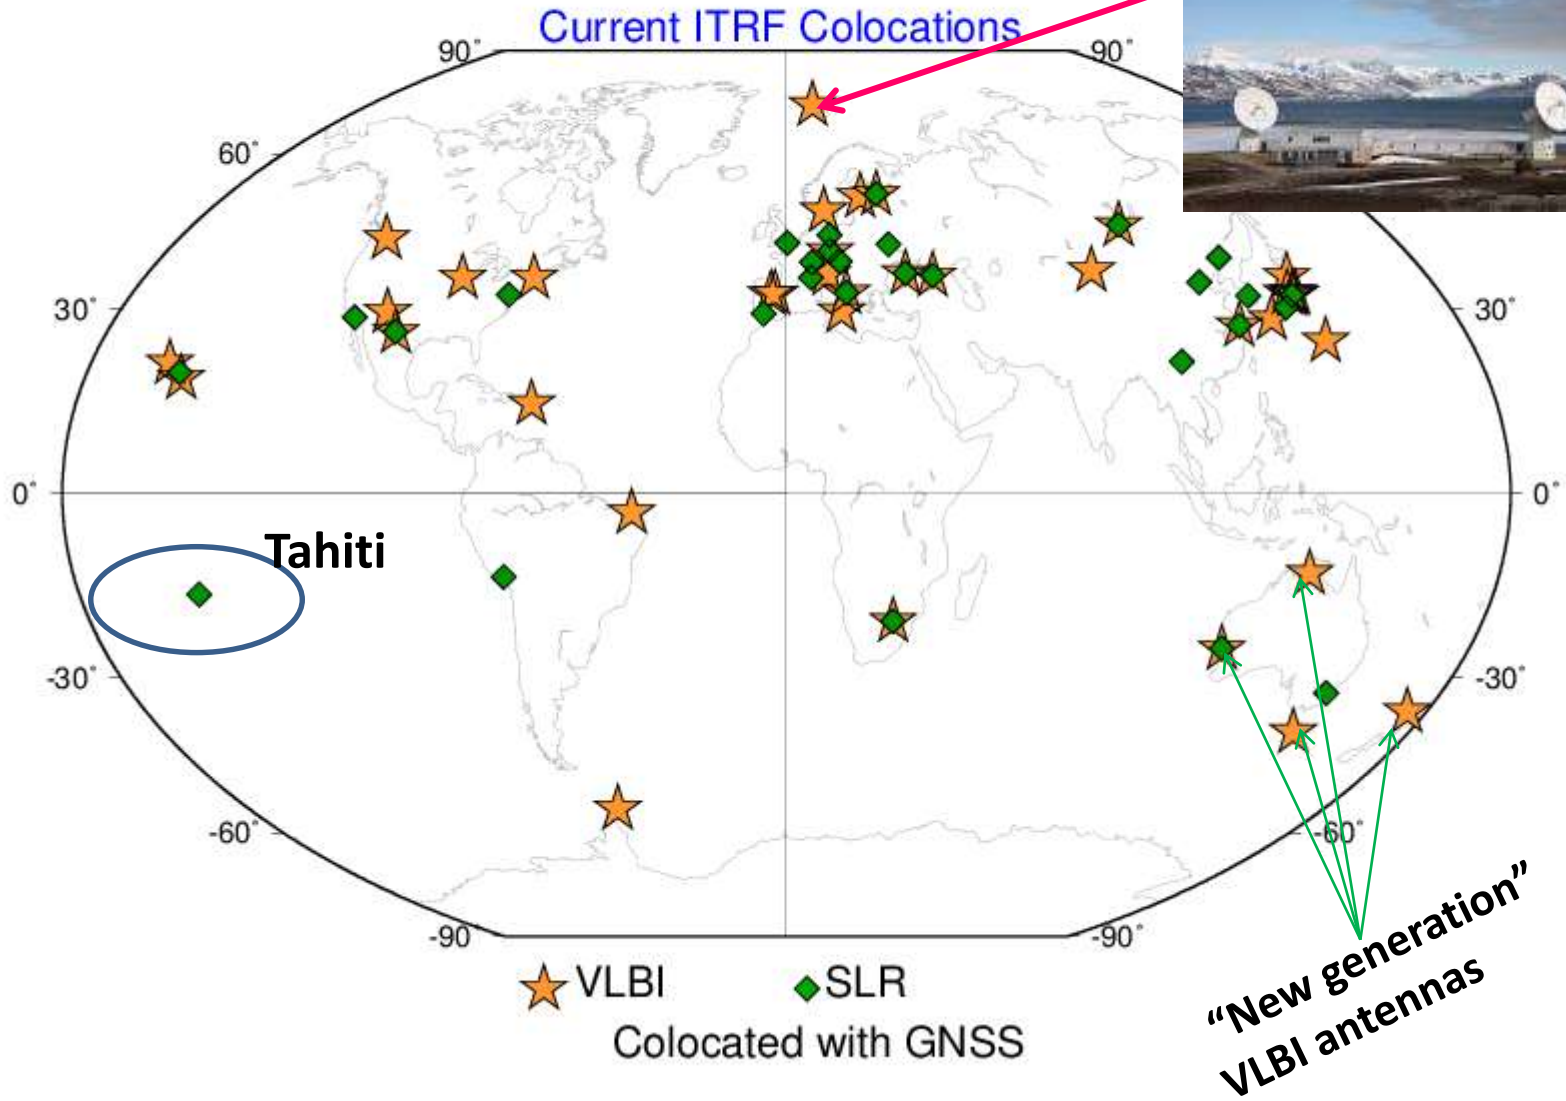 Current ITRF Colocations
90°
90°
60°
30°
30°
0°
0°
Tahiti
-30°
-30°
-60°
-60°
-90
-90°
VLBI
SLR
Colocated with GNSS
“New generation”
VLBI antennas